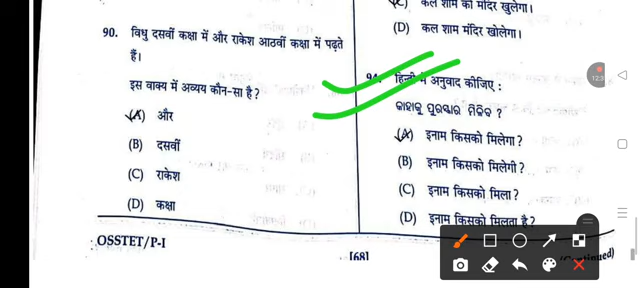 90. विधु दसवीं कक्षा में और राकेश आठवीं कक्षा में पढ़ते
हैं।
इस वाक्य में अव्यय कौन-सा है?
(A) और
(B) दसवीं
(C) राकेश
(D) कक्षा
OSSTET/P-I
[68]
(C) कल शाम को मंदिर खुलेगा।
(D) कल शाम मंदिर खोलेगा।
हिन्दी में अनुवाद कीजिए :
କାହାକୁ ପୁରସ୍କାର ମିଳିବ ?
(A) इनाम किसको मिलेगा?
(B) इनाम किसको मिलेगी?
(C) इनाम किसको मिला?
(D) इनाम किसको मिलता है?
Continued)